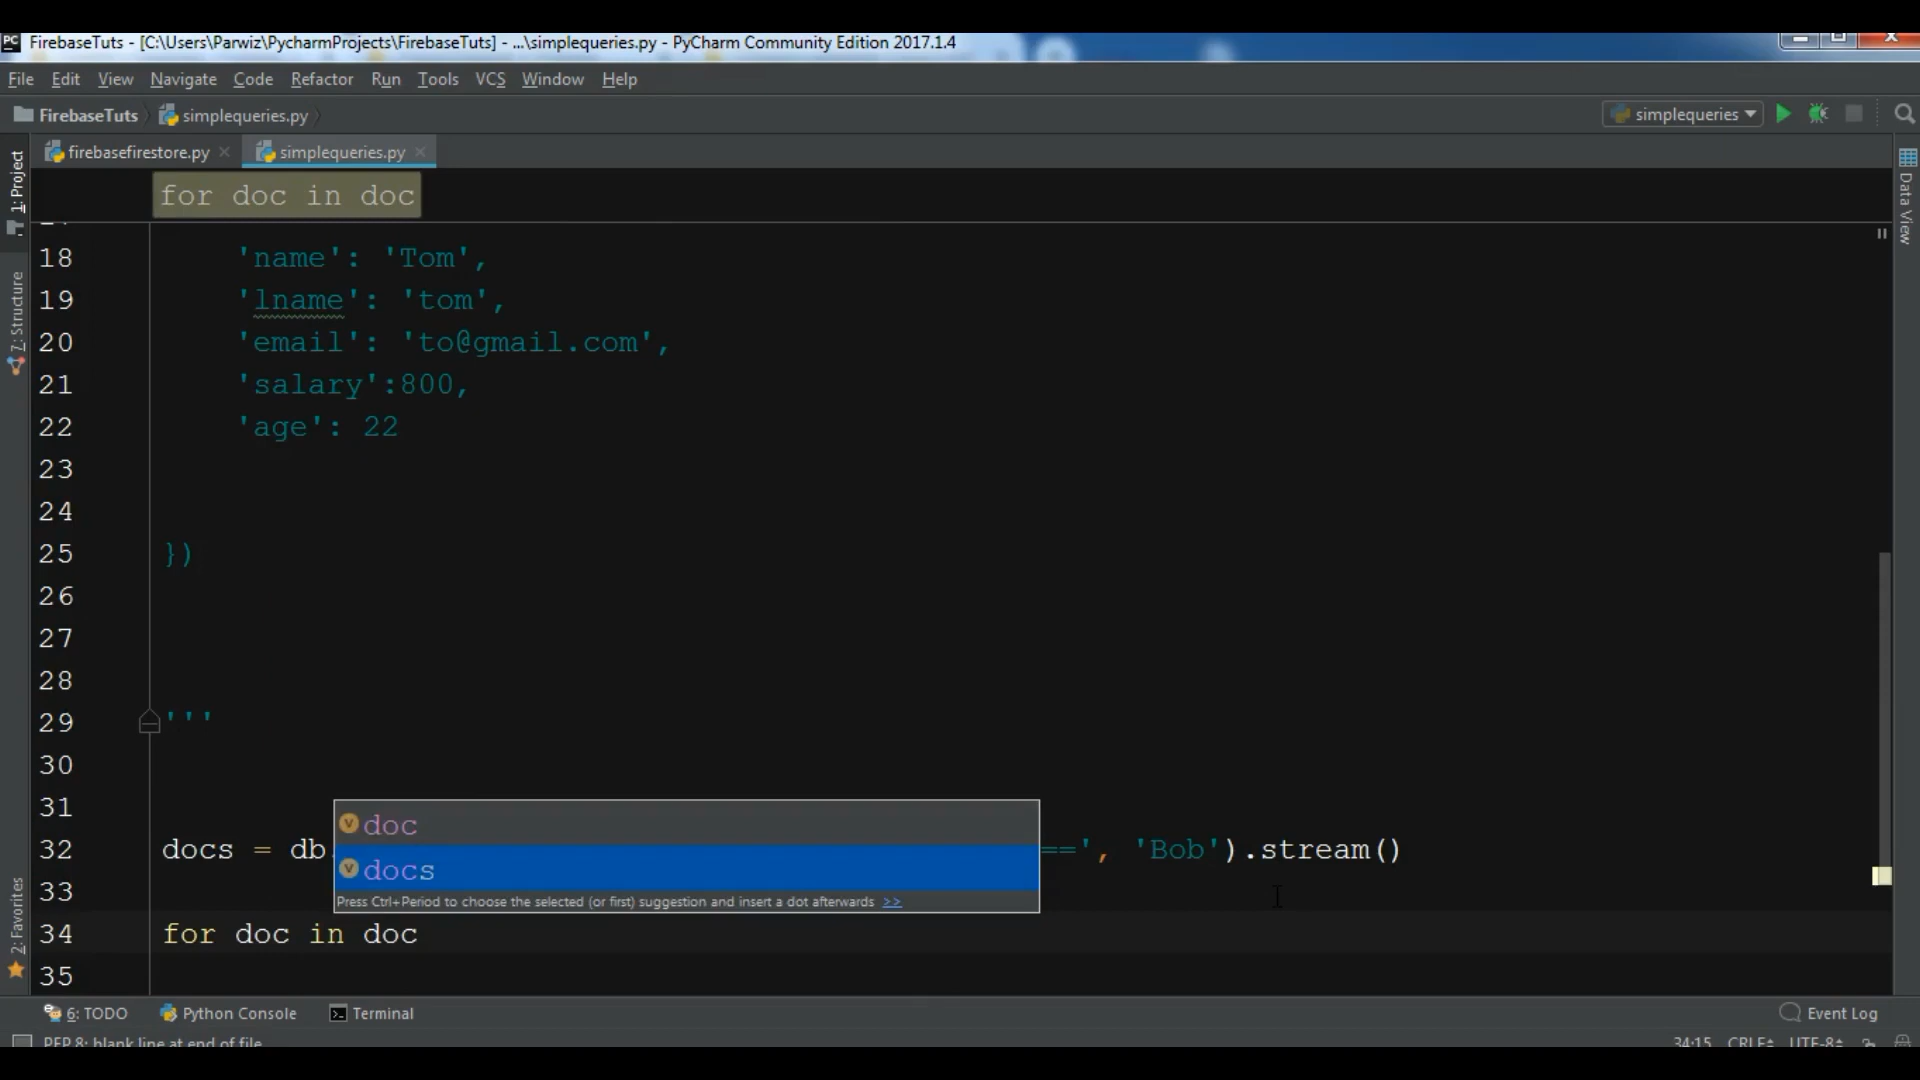 PC FirebaseTuts - [C:\Users\Parwiz\PycharmProjects\FirebaseTuts] - ...\simplequeries.py - PyCharm Community Edition 2017.1.4
File Edit View Navigate Code Refactor Run Tools VCS Window Help
FirebaseTuts simplequeries.py simplequeries
firebasefirestore.py simplequeries.py
for doc in doc
1: Project
7: Structure
2: Favorites
Data View
18 'name': 'Tom',
19 'lname': 'tom',
20 'email': 'to@gmail.com',
21 'salary':800,
22 'age': 22
23
24
25 })
26
27
28
29 '''
30
31
doc
32 docs = db ==', 'Bob').stream()
docs
33
Press Ctrl+Period to choose the selected (or first) suggestion and insert a dot afterwards >>
34 for doc in doc
35
6: TODO Python Console Terminal Event Log
PEP 8: blank line at end of file 34:15 CRLF UTF-8